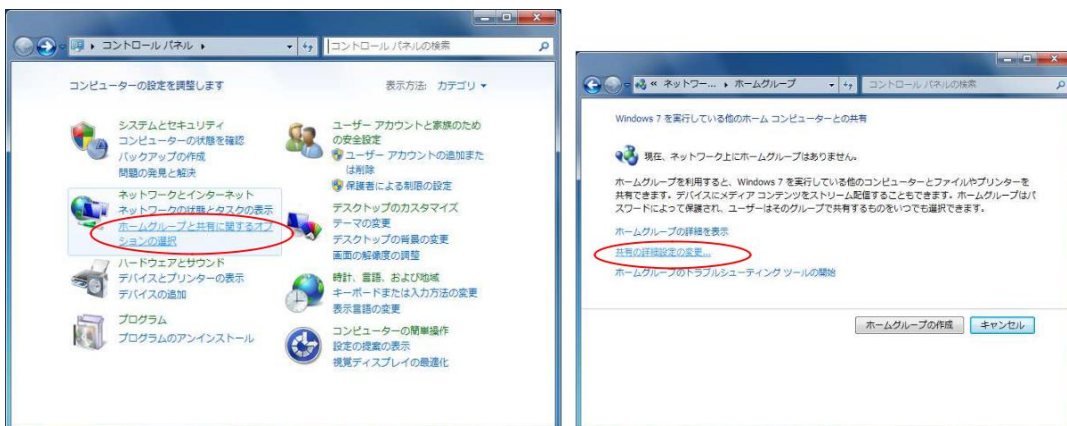 コントロール パネル
コントロール パネルの検索
コンピューターの設定を調整します
表示方法: カテゴリ
システムとセキュリティ
コンピューターの状態を確認
バックアップの作成
問題の発見と解決
ネットワークとインターネット
ネットワークの状態とタスクの表示
ホームグループと共有に関するオプ
ションの選択
ハードウェアとサウンド
デバイスとプリンターの表示
デバイスの追加
プログラム
プログラムのアンインストール
ユーザー アカウントと家族のため
の安全設定
ユーザー アカウントの追加また
は削除
保護者による制限の設定
デスクトップのカスタマイズ
テーマの変更
デスクトップの背景の変更
画面の解像度の調整
時計、言語、および地域
キーボードまたは入力方法の変更
表示言語の変更
コンピューターの簡単操作
設定の提案の表示
視覚ディスプレイの最適化
« ネットワー... ホームグループ
コントロール パネルの検索
Windows 7 を実行している他のホーム コンピューターとの共有
現在、ネットワーク上にホームグループはありません。
ホームグループを利用すると、Windows 7 を実行している他のコンピューターとファイルやプリンターを
共有できます。デバイスにメディア コンテンツをストリーム配信することもできます。ホームグループはパ
スワードによって保護され、ユーザーはそのグループで共有するものをいつでも選択できます。
ホームグループの詳細を表示
共有の詳細設定の変更...
ホームグループのトラブルシューティング ツールの開始
ホームグループの作成
キャンセル